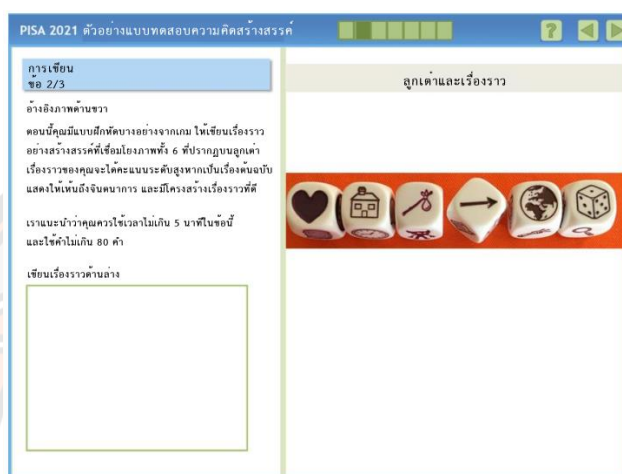 PISA 2021 ตัวอย่างแบบทดสอบความคิดสร้างสรรค์
?
การเขียน
ข้อ 2/3
ลูกเต๋าและเรื่องราว
อ้างอิงภาพด้านขวา
ตอนนี้คุณมีแบบฝึกหัดบางอย่างจากเกม ให้เขียนเรื่องราว
อย่างสร้างสรรค์ที่เชื่อมโยงภาพทั้ง 6 ที่ปรากฏบนลูกเต๋า
เรื่องราวของคุณจะได้คะแนนระดับสูงหากเป็นเรื่องต้นฉบับ
แสดงให้เห็นถึงจินตนาการ และมีโครงสร้างเรื่องราวที่ดี
เราแนะนำว่าคุณควรใช้เวลาไม่เกิน 5 นาทีในข้อนี้
และใช้คำไม่เกิน 80 คำ
เขียนเรื่องราวด้านล่าง